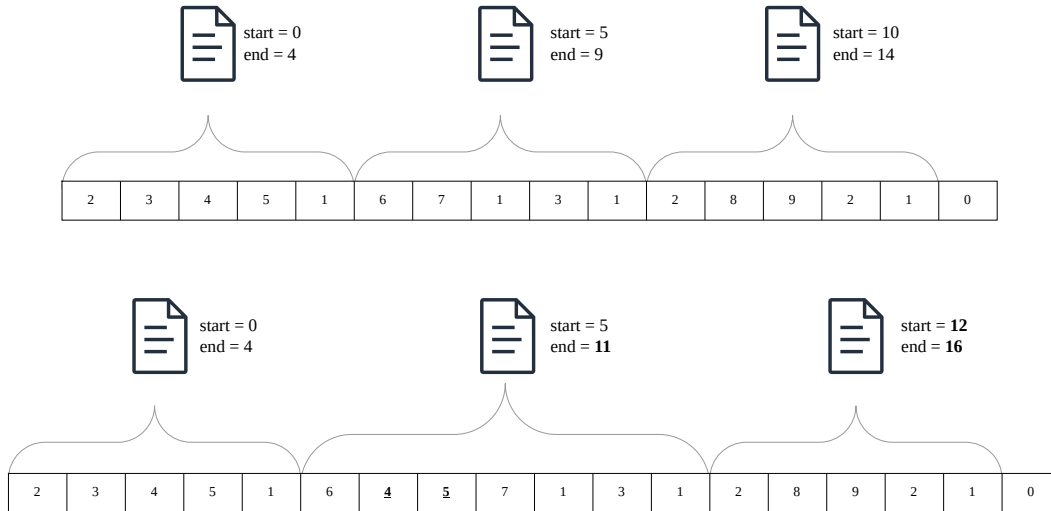 start = 0
end = 4
start = 5
end = 9
start = 10
end = 14
2 3 4 5 1 6 7 1 3 1 2 8 9 2 1 0
start = 0
end = 4
start = 5
end = 11
start = 12
end = 16
2 3 4 5 1 6 4 5 7 1 3 1 2 8 9 2 1 0